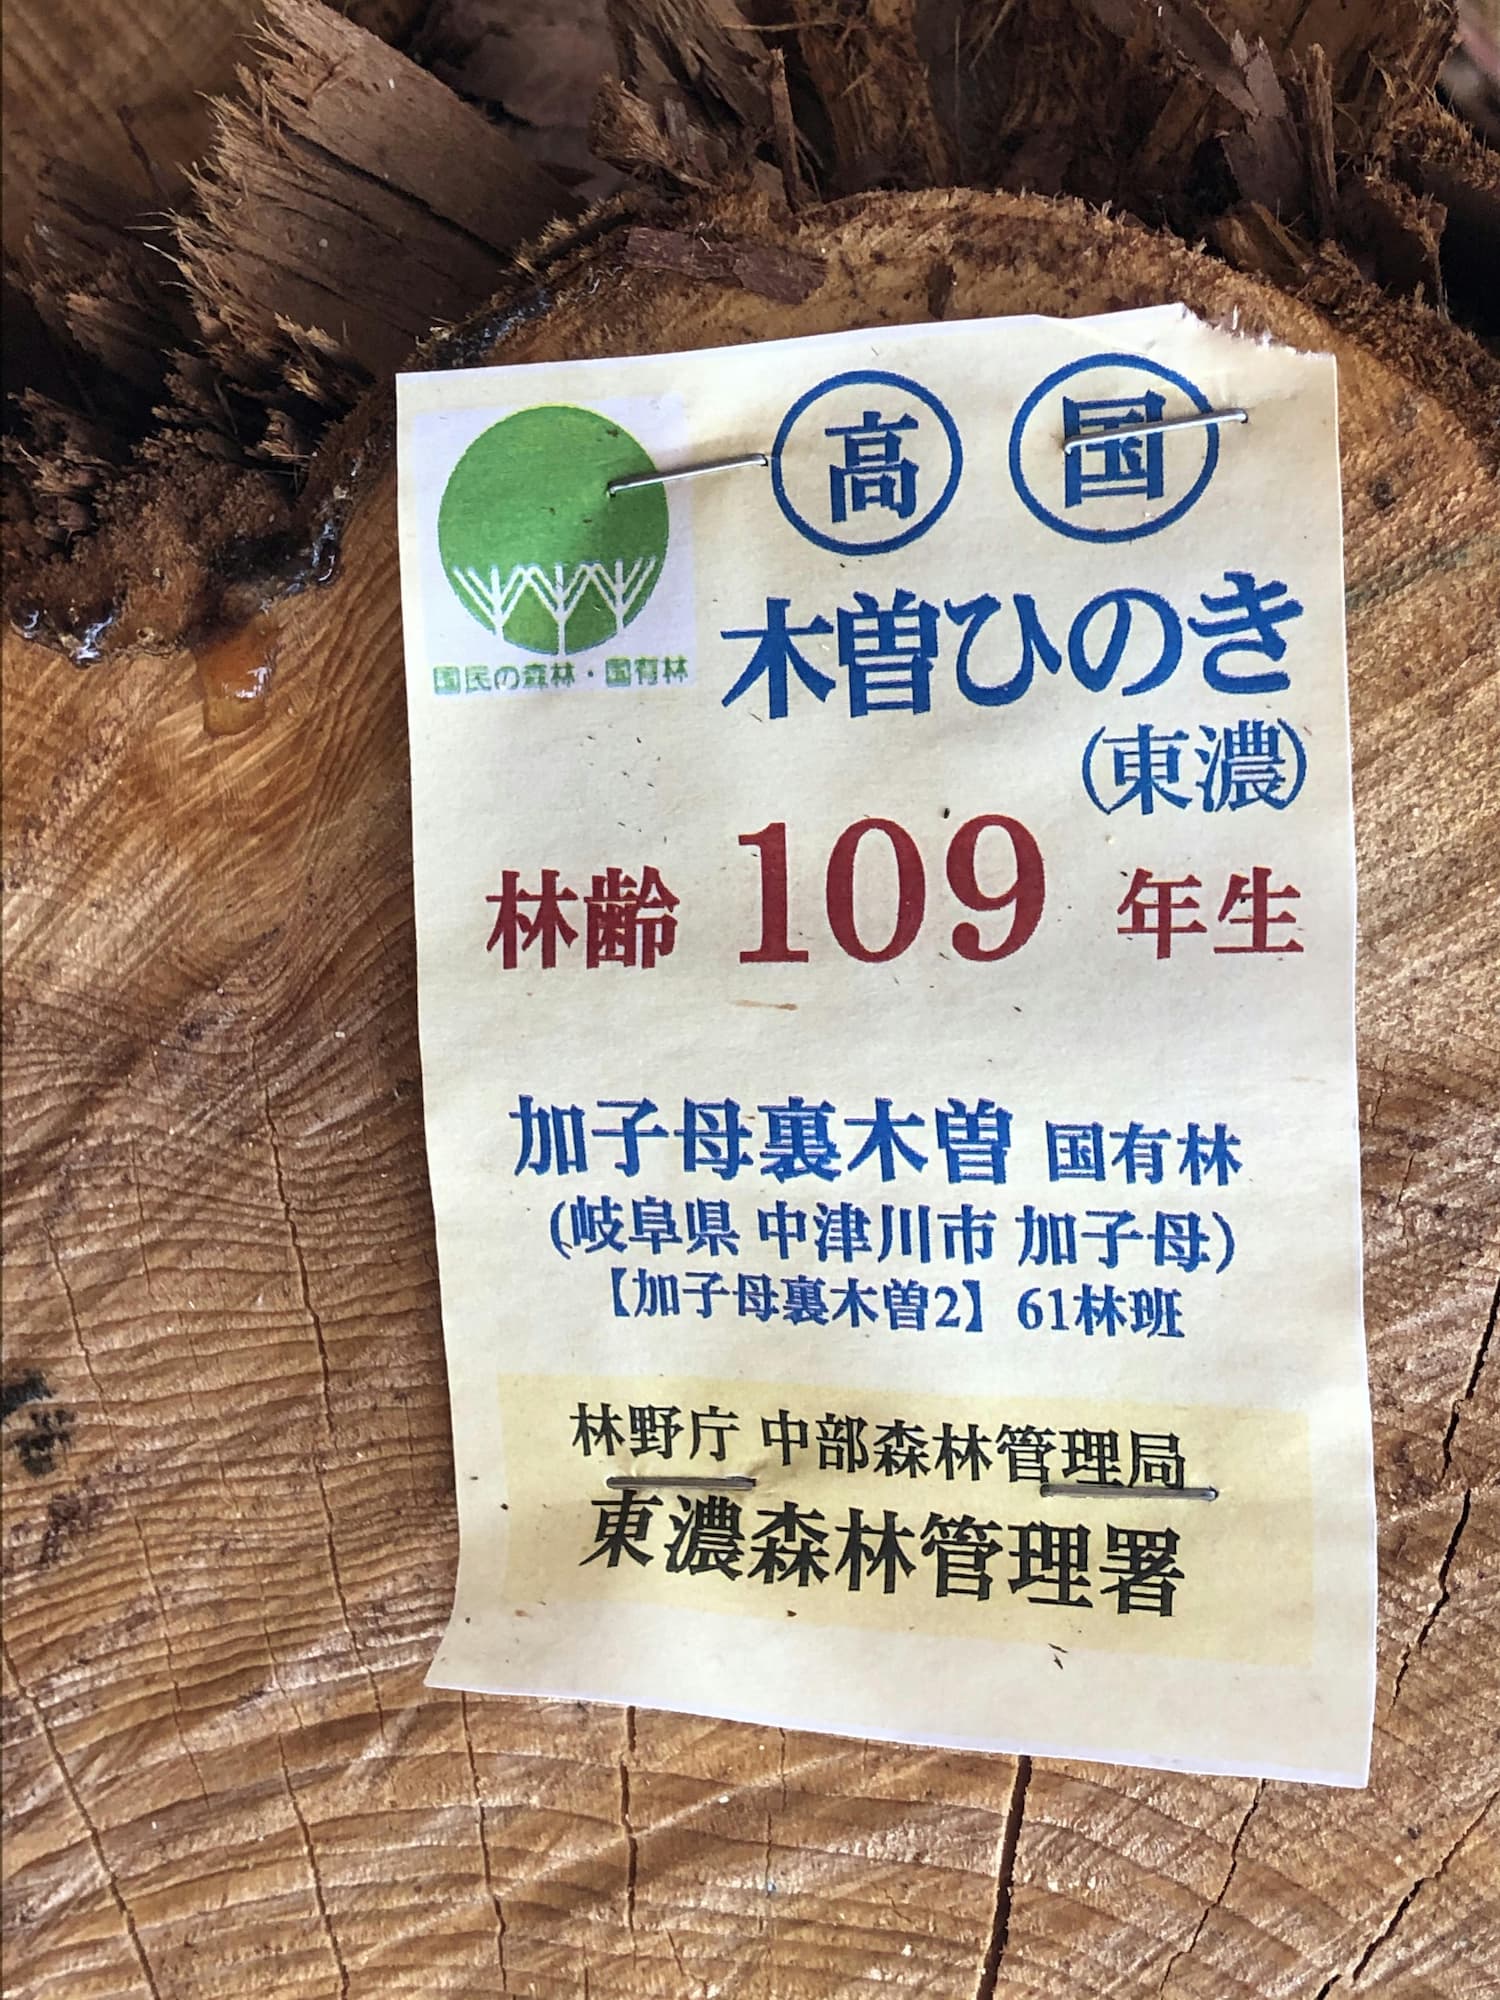 高 国
国民の森林・国有林
木曽ひのき
(東濃)
林齢 109 年生
加子母裏木曽 国有林
(岐阜県 中津川市 加子母)
【加子母裏木曽2】 61林班
林野庁 中部森林管理局
東濃森林管理署